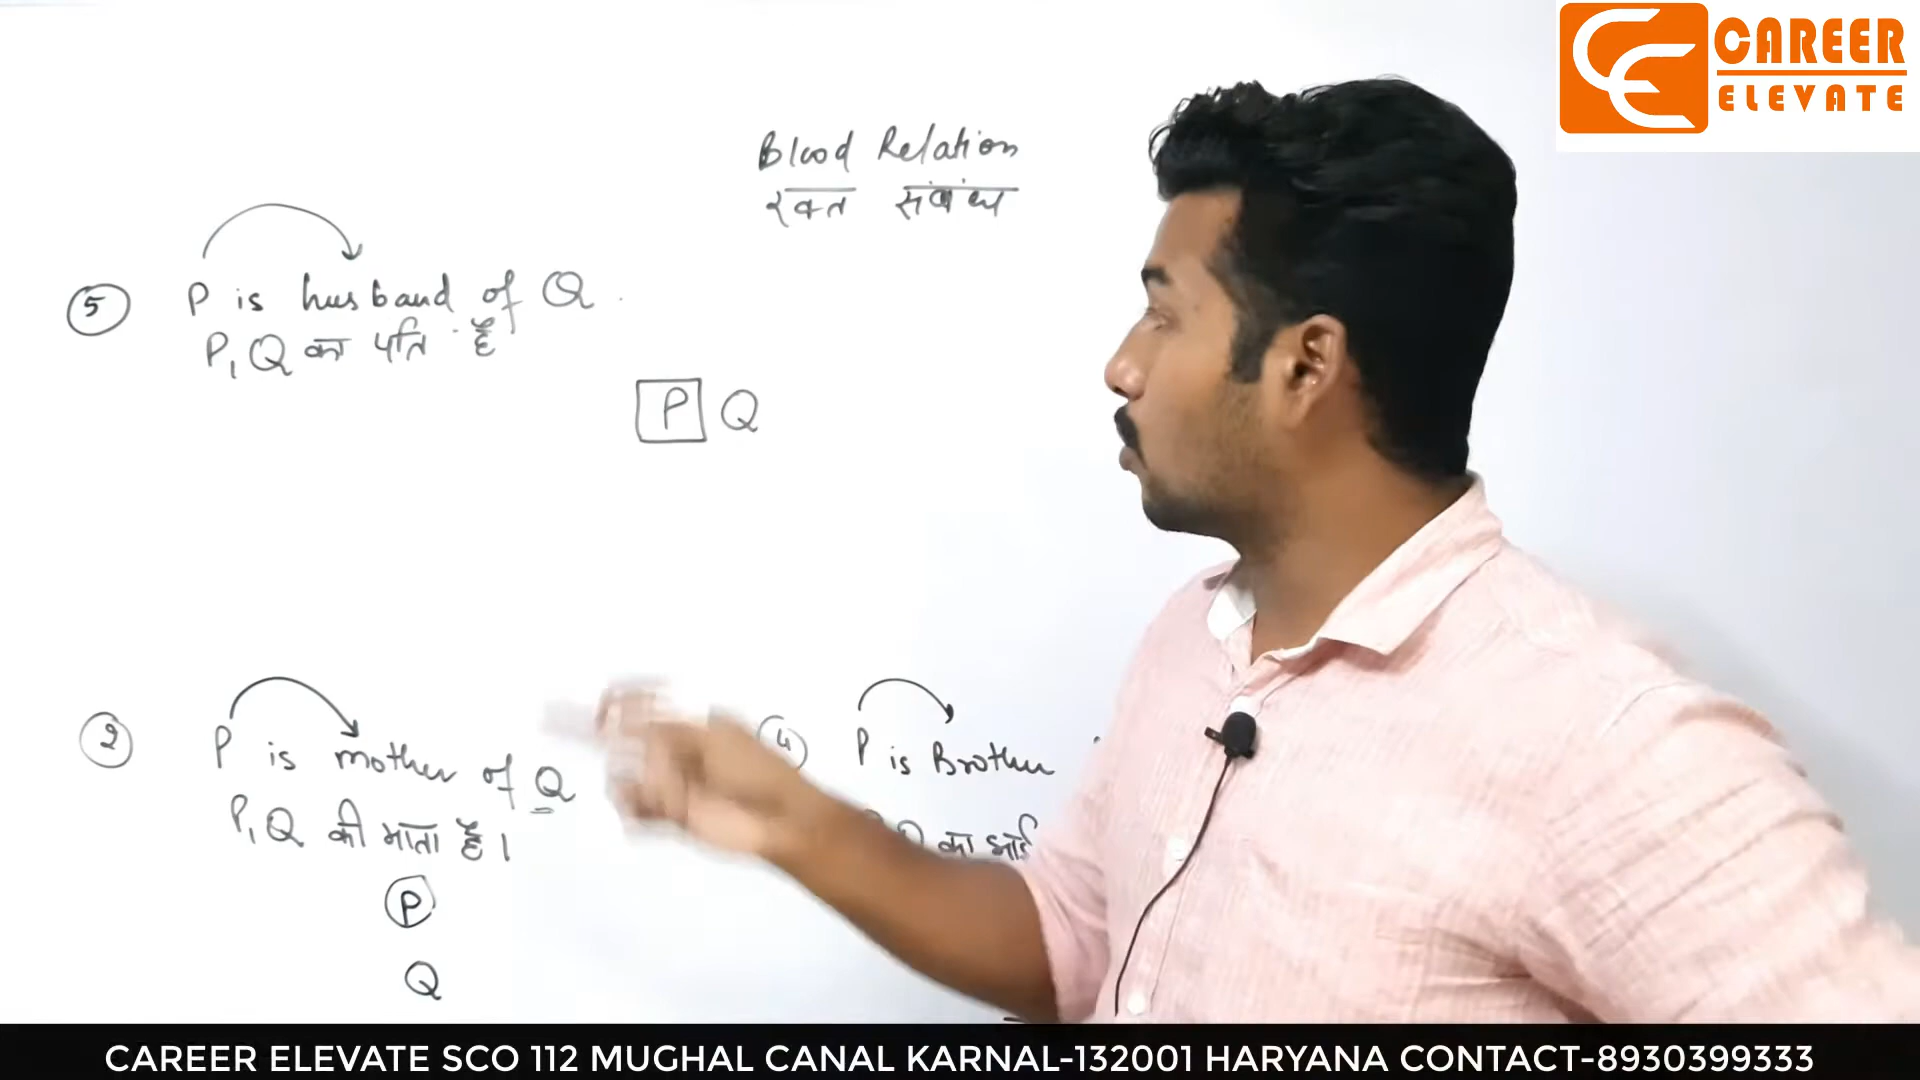 CAREER
ELEVATE
Blood Relation
रक्त संबंध
5 P is husband of Q
P, Q का पति है
P Q
2 P is mother of Q
P, Q की माता है।
P
Q
4 P is Brother
का भाई
CAREER ELEVATE SCO 112 MUGHAL CANAL KARNAL-132001 HARYANA CONTACT-8930399333